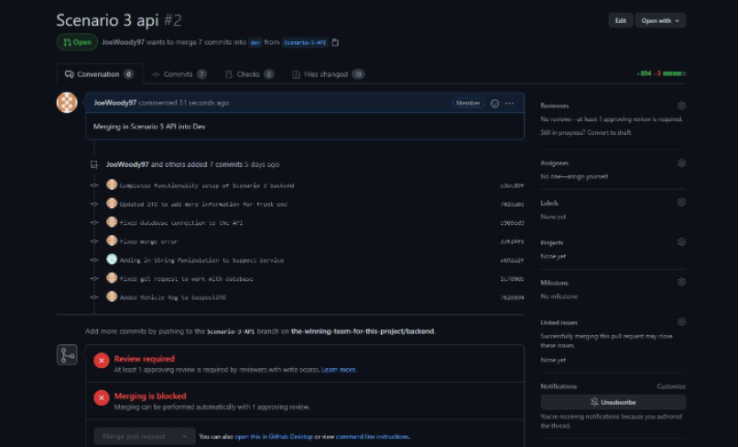 Scenario 3 api #2
Edit
Open with
Open
JoeWoody97 wants to merge 7 commits into dev from Scenario-3-API
Conversation 0
Commits 7
Checks 0
Files changed 18
+894 -3
JoeWoody97 commented 31 seconds ago
Member
Merging in Scenario 3 API into Dev
JoeWoody97 and others added 7 commits 5 days ago
Completed functionality setup of Scenario 3 backend
Updated DTO to add more information for front end
Fixed database connection to the API
Fixed merge error
Adding in String Manipulation to Suspect Service
Fixed get request to work with database
Added Vehicle Reg to SuspectDTO
Add more commits by pushing to the Scenario-3-API branch on the-winning-team-for-this-project/backend.
Review required
At least 1 approving review is required by reviewers with write access. Learn more.
Merging is blocked
Merging can be performed automatically with 1 approving review.
Merge pull request
You can also open this in GitHub Desktop or view command line instructions.
Reviewers
No reviews—at least 1 approving review is required.
Still in progress? Convert to draft
Assignees
No one—assign yourself
Labels
None yet
Projects
None yet
Milestone
No milestone
Linked issues
Successfully merging this pull request may close
these issues.
None yet
Notifications
Customize
Unsubscribe
You're receiving notifications because you authored
the thread.